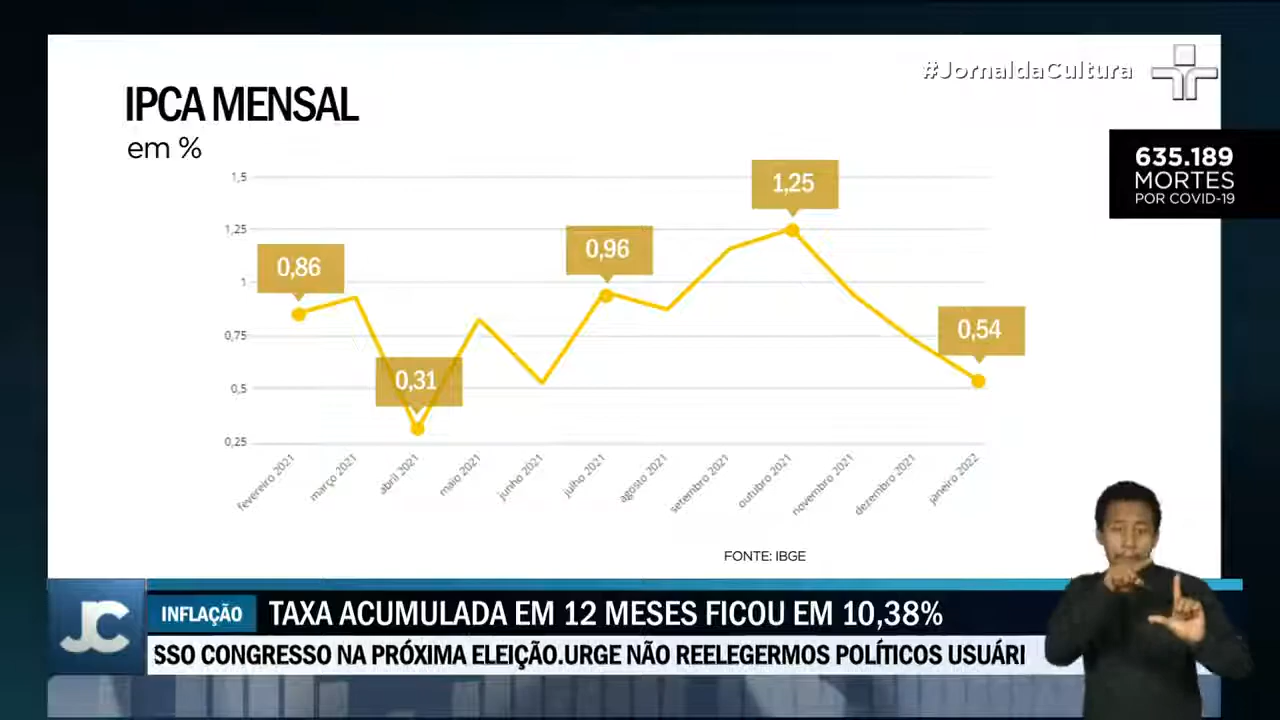 IPCA MENSAL
em %
#JornaldaCultura
635.189
MORTES
POR COVID-19
1,5
1,25
1
0,75
0,5
0,25
0,86
0,31
0,96
1,25
0,54
fevereiro 2021
março 2021
abril 2021
maio 2021
junho 2021
julho 2021
agosto 2021
setembro 2021
outubro 2021
novembro 2021
dezembro 2021
janeiro 2022
FONTE: IBGE
JC
INFLAÇÃO
TAXA ACUMULADA EM 12 MESES FICOU EM 10,38%
SSO CONGRESSO NA PRÓXIMA ELEIÇÃO.URGE NÃO REELEGERMOS POLÍTICOS USUÁRI